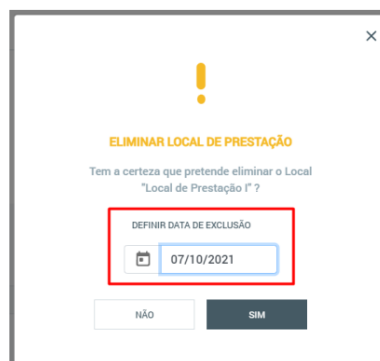 ELIMINAR LOCAL DE PRESTAÇÃO
Tem a certeza que pretende eliminar o Local
"Local de Prestação I" ?
DEFINIR DATA DE EXCLUSÃO
07/10/2021
NÃO
SIM